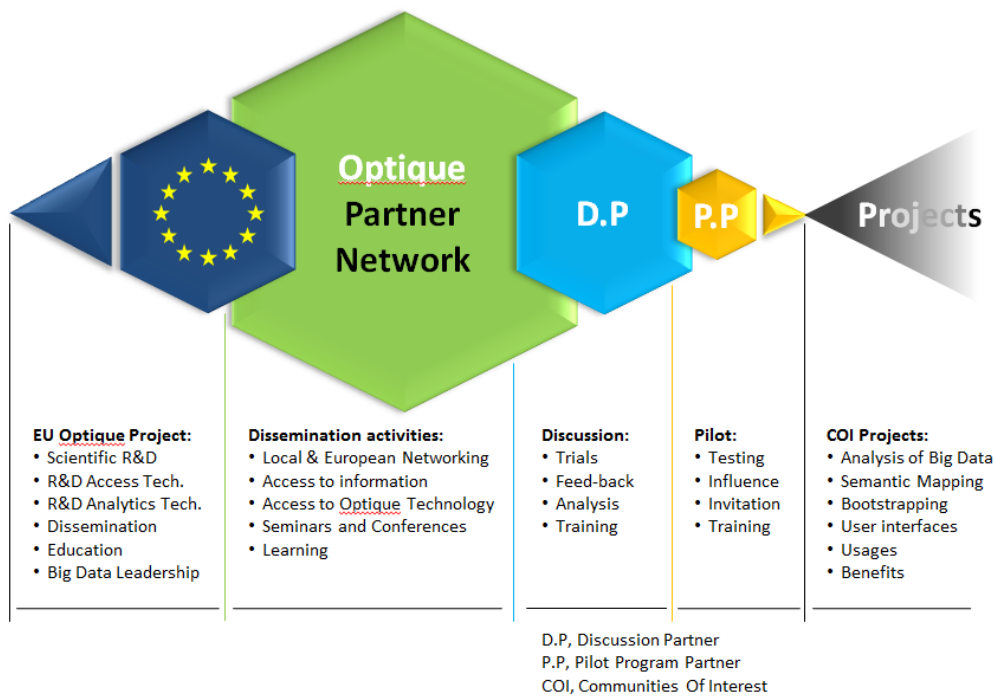 Optique
Partner
Network
D.P
P.P
Projects
EU Optique Project:
• Scientific R&D
• R&D Access Tech.
• R&D Analytics Tech.
• Dissemination
• Education
• Big Data Leadership
Dissemination activities:
• Local & European Networking
• Access to information
• Access to Optique Technology
• Seminars and Conferences
• Learning
Discussion:
• Trials
• Feed-back
• Analysis
• Training
Pilot:
• Testing
• Influence
• Invitation
• Training
COI Projects:
• Analysis of Big Data
• Semantic Mapping
• Bootstrapping
• User interfaces
• Usages
• Benefits
D.P, Discussion Partner
P.P, Pilot Program Partner
COI, Communities Of Interest